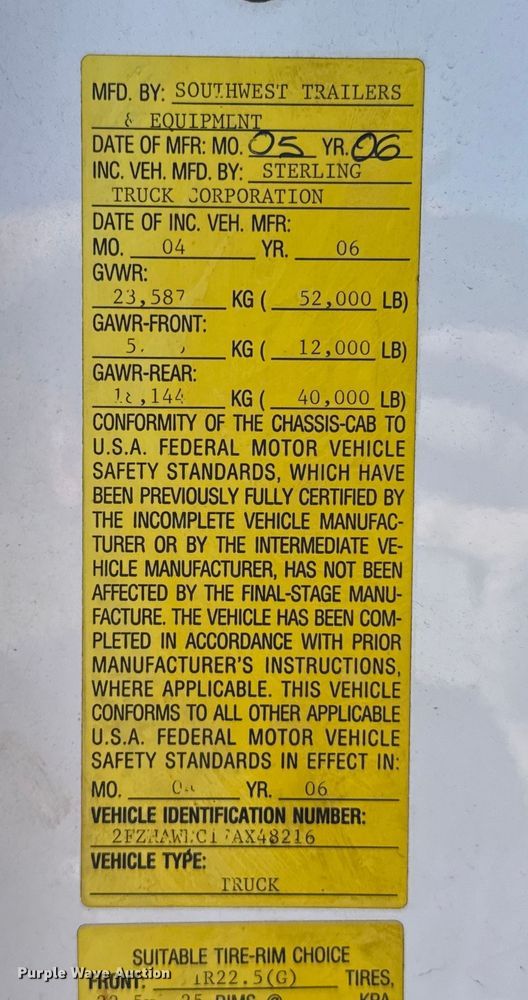 MFD. BY: SOUTHWEST TRAILERS
& EQUIPMENT
DATE OF MFR: MO. 05 YR. 06
INC. VEH. MFD. BY: STERLING
TRUCK CORPORATION
DATE OF INC. VEH. MFR:
MO. 04 YR. 06
GVWR:
23,587 KG ( 52,000 LB)
GAWR-FRONT:
KG ( 12,000 LB)
GAWR-REAR:
18,144 KG ( 40,000 LB)
CONFORMITY OF THE CHASSIS-CAB TO
U.S.A. FEDERAL MOTOR VEHICLE
SAFETY STANDARDS, WHICH HAVE
BEEN PREVIOUSLY FULLY CERTIFIED BY
THE INCOMPLETE VEHICLE MANUFAC-
TURER OR BY THE INTERMEDIATE VE-
HICLE MANUFACTURER, HAS NOT BEEN
AFFECTED BY THE FINAL-STAGE MANU-
FACTURE. THE VEHICLE HAS BEEN COM-
PLETED IN ACCORDANCE WITH PRIOR
MANUFACTURER'S INSTRUCTIONS,
WHERE APPLICABLE. THIS VEHICLE
CONFORMS TO ALL OTHER APPLICABLE
U.S.A. FEDERAL MOTOR VEHICLE
SAFETY STANDARDS IN EFFECT IN:
MO. YR. 06
VEHICLE IDENTIFICATION NUMBER:
VEHICLE TYPE:
TRUCK
SUITABLE TIRE-RIM CHOICE
FRONT: TIRES,
Purple Wave Auction